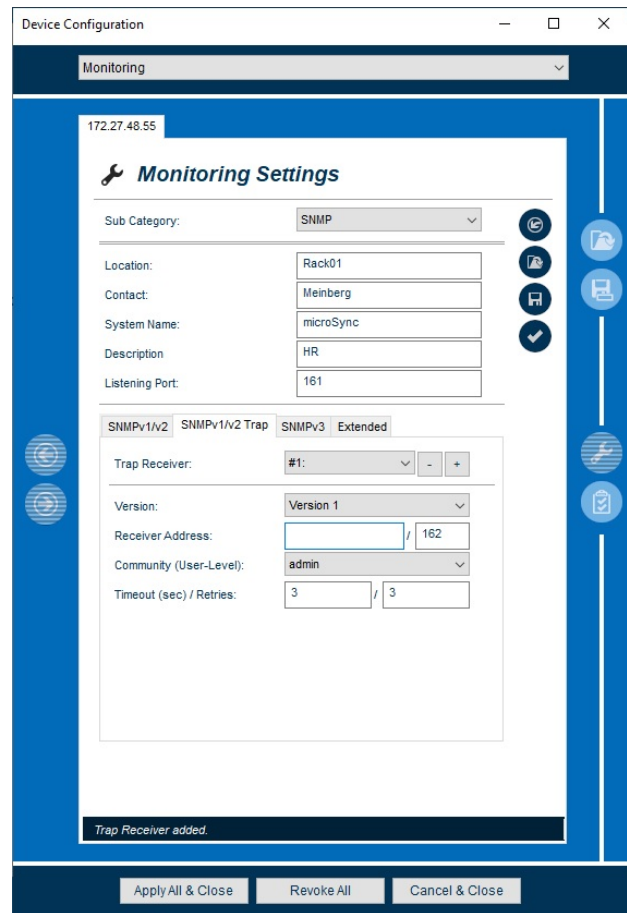 Device Configuration
Monitoring
172.27.48.55
Monitoring Settings
Sub Category: SNMP
Location: Rack01
Contact: Meinberg
System Name: microSync
Description HR
Listening Port: 161
SNMPv1/v2 SNMPv1/v2 Trap SNMPv3 Extended
Trap Receiver: #1: - +
Version: Version 1
Receiver Address: / 162
Community (User-Level): admin
Timeout (sec) / Retries: 3 / 3
Trap Receiver added.
Apply All & Close Revoke All Cancel & Close